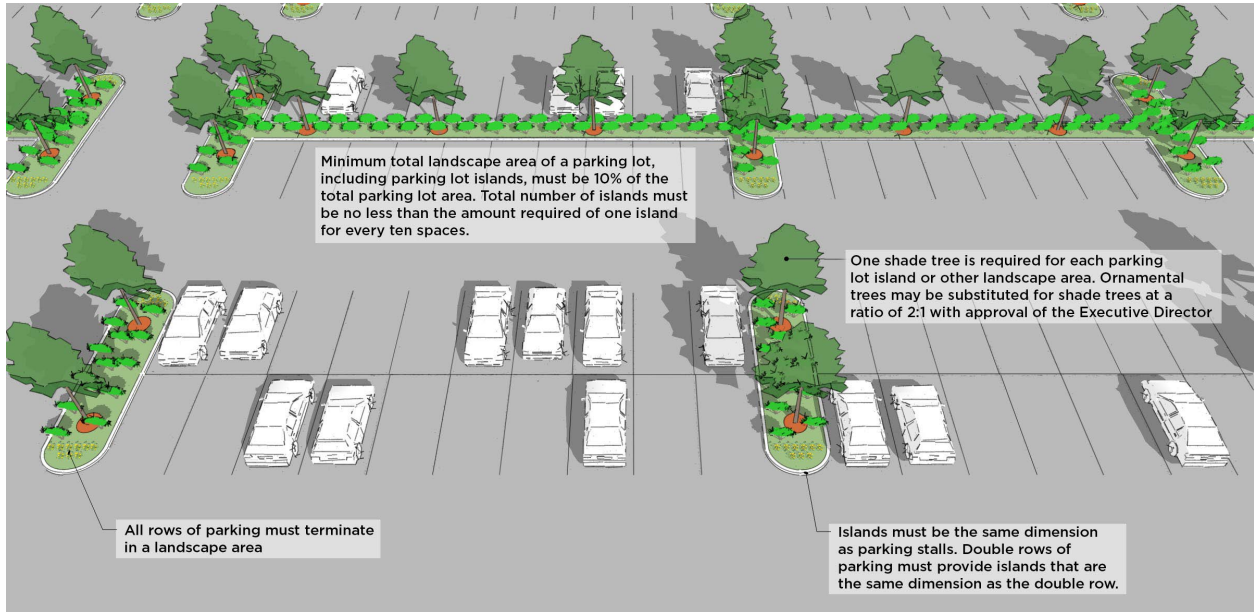 Minimum total landscape area of a parking lot,
including parking lot islands, must be 10% of the
total parking lot area. Total number of islands must
be no less than the amount required of one island
for every ten spaces.
One shade tree is required for each parking
lot island or other landscape area. Ornamental
trees may be substituted for shade trees at a
ratio of 2:1 with approval of the Executive Director
All rows of parking must terminate
in a landscape area
Islands must be the same dimension
as parking stalls. Double rows of
parking must provide islands that are
the same dimension as the double row.